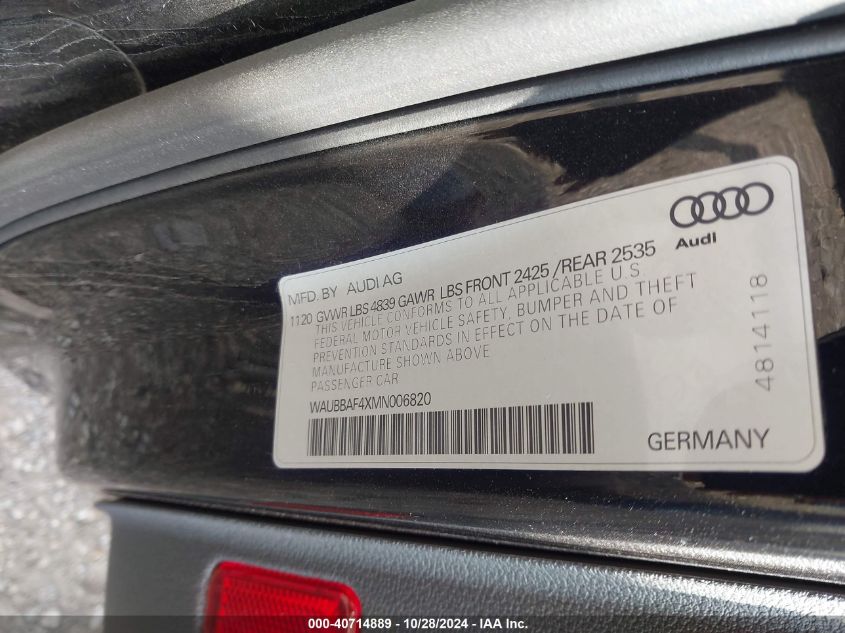 Audi
MFD. BY AUDI AG
1120 GVWR LBS 4839 GAWR LBS FRONT 2425 /REAR 2535
THIS VEHICLE CONFORMS TO ALL APPLICABLE U.S.
FEDERAL MOTOR VEHICLE SAFETY, BUMPER AND THEFT
PREVENTION STANDARDS IN EFFECT ON THE DATE OF
MANUFACTURE SHOWN ABOVE.
PASSENGER CAR
WAUBBAF4XMN006820
GERMANY
4814118
000-40714889 - 10/28/2024 - IAA Inc.